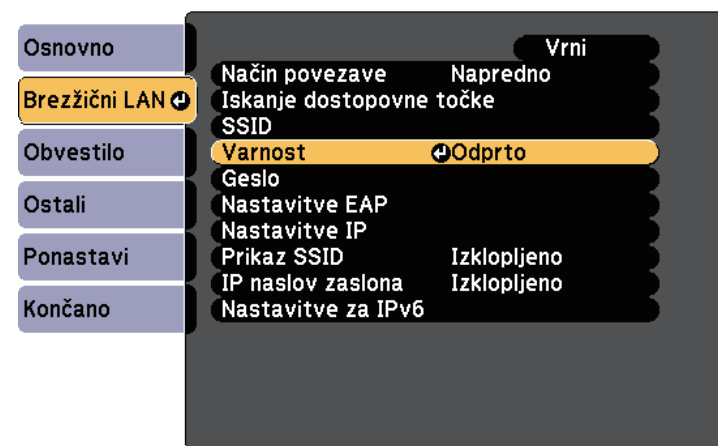 Osnovno
Brezžični LAN
Obvestilo
Ostali
Ponastavi
Končano
Vrni
Način povezave Napredno
Iskanje dostopovne točke
SSID
Varnost Odprto
Geslo
Nastavitve EAP
Nastavitve IP
Prikaz SSID Izklopljeno
IP naslov zaslona Izklopljeno
Nastavitve za IPv6